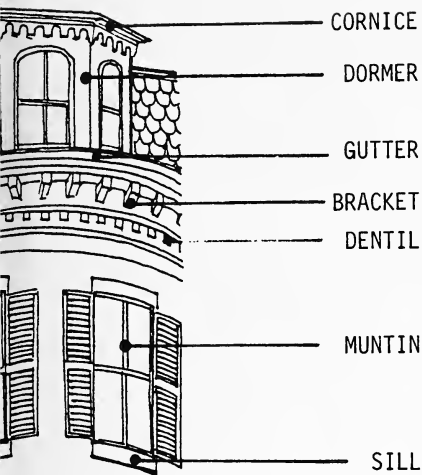 CORNICE
DORMER
GUTTER
BRACKET
DENTIL
MUNTIN
SILL